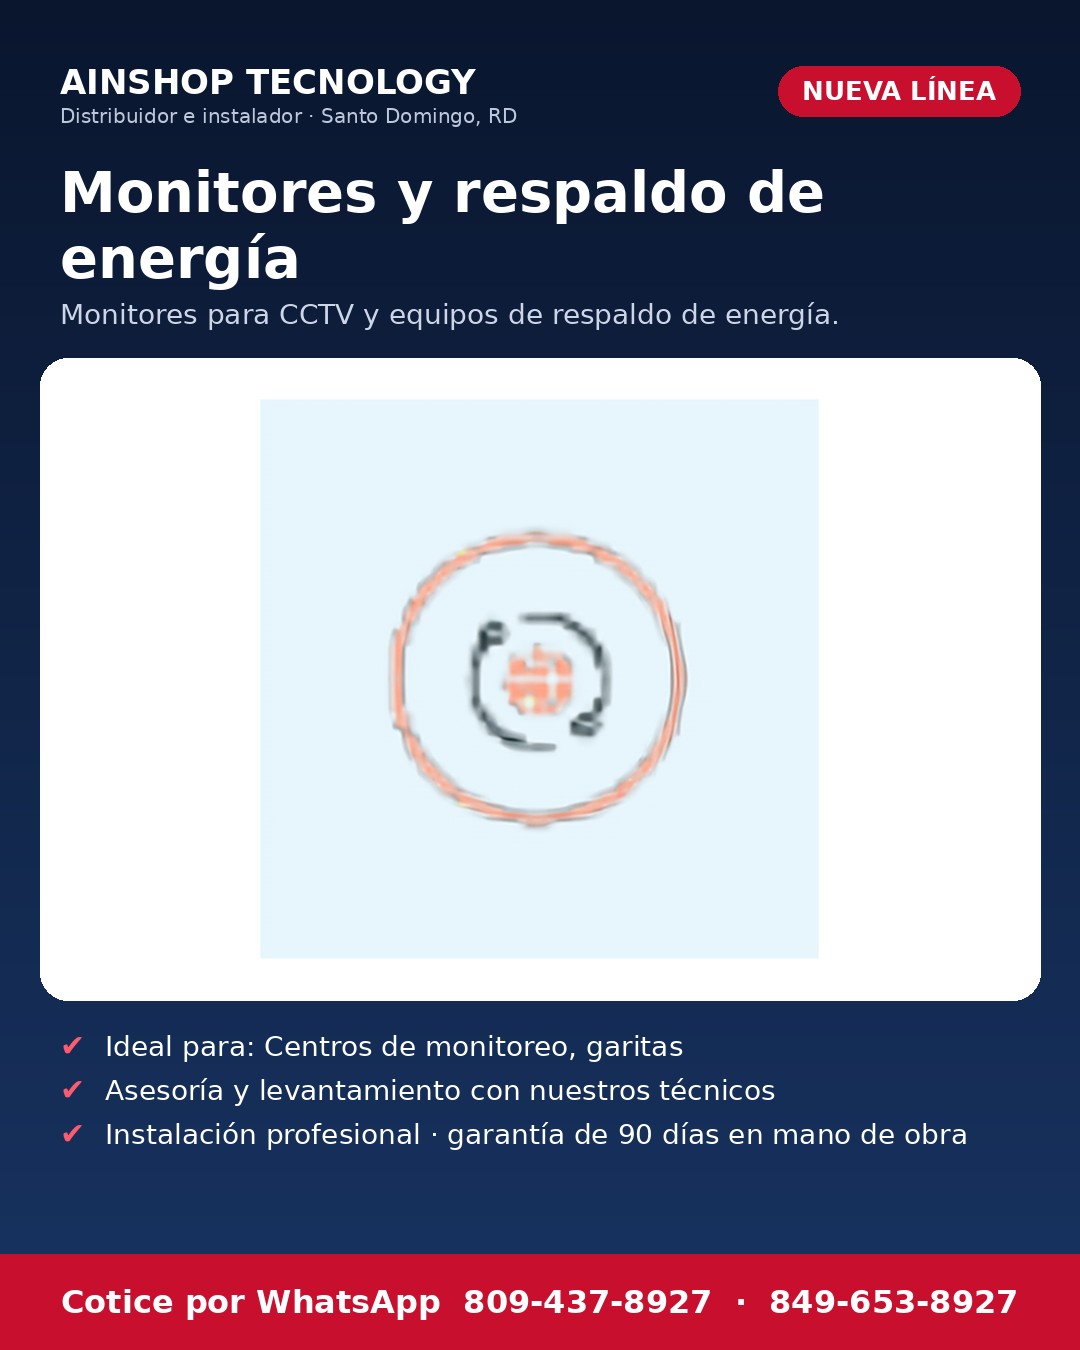 AINSHOP TECNOLOGY
NUEVA LÍNEA
Distribuidor e instalador · Santo Domingo, RD
Monitores y respaldo de
energía
Monitores para CCTV y equipos de respaldo de energía.
✔ Ideal para: Centros de monitoreo, garitas
✔ Asesoría y levantamiento con nuestros técnicos
✔ Instalación profesional · garantía de 90 días en mano de obra
Cotice por WhatsApp 809-437-8927 · 849-653-8927